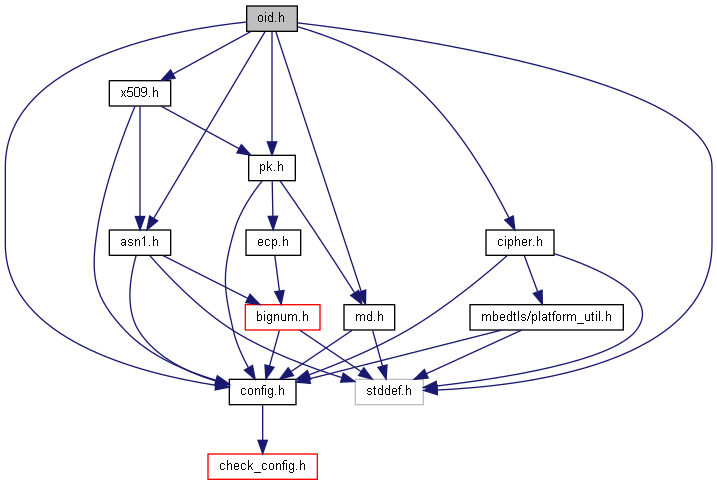 oid.h
x509.h
pk.h
asn1.h
ecp.h
cipher.h
bignum.h
md.h
mbedtls/platform_util.h
config.h
stddef.h
check_config.h